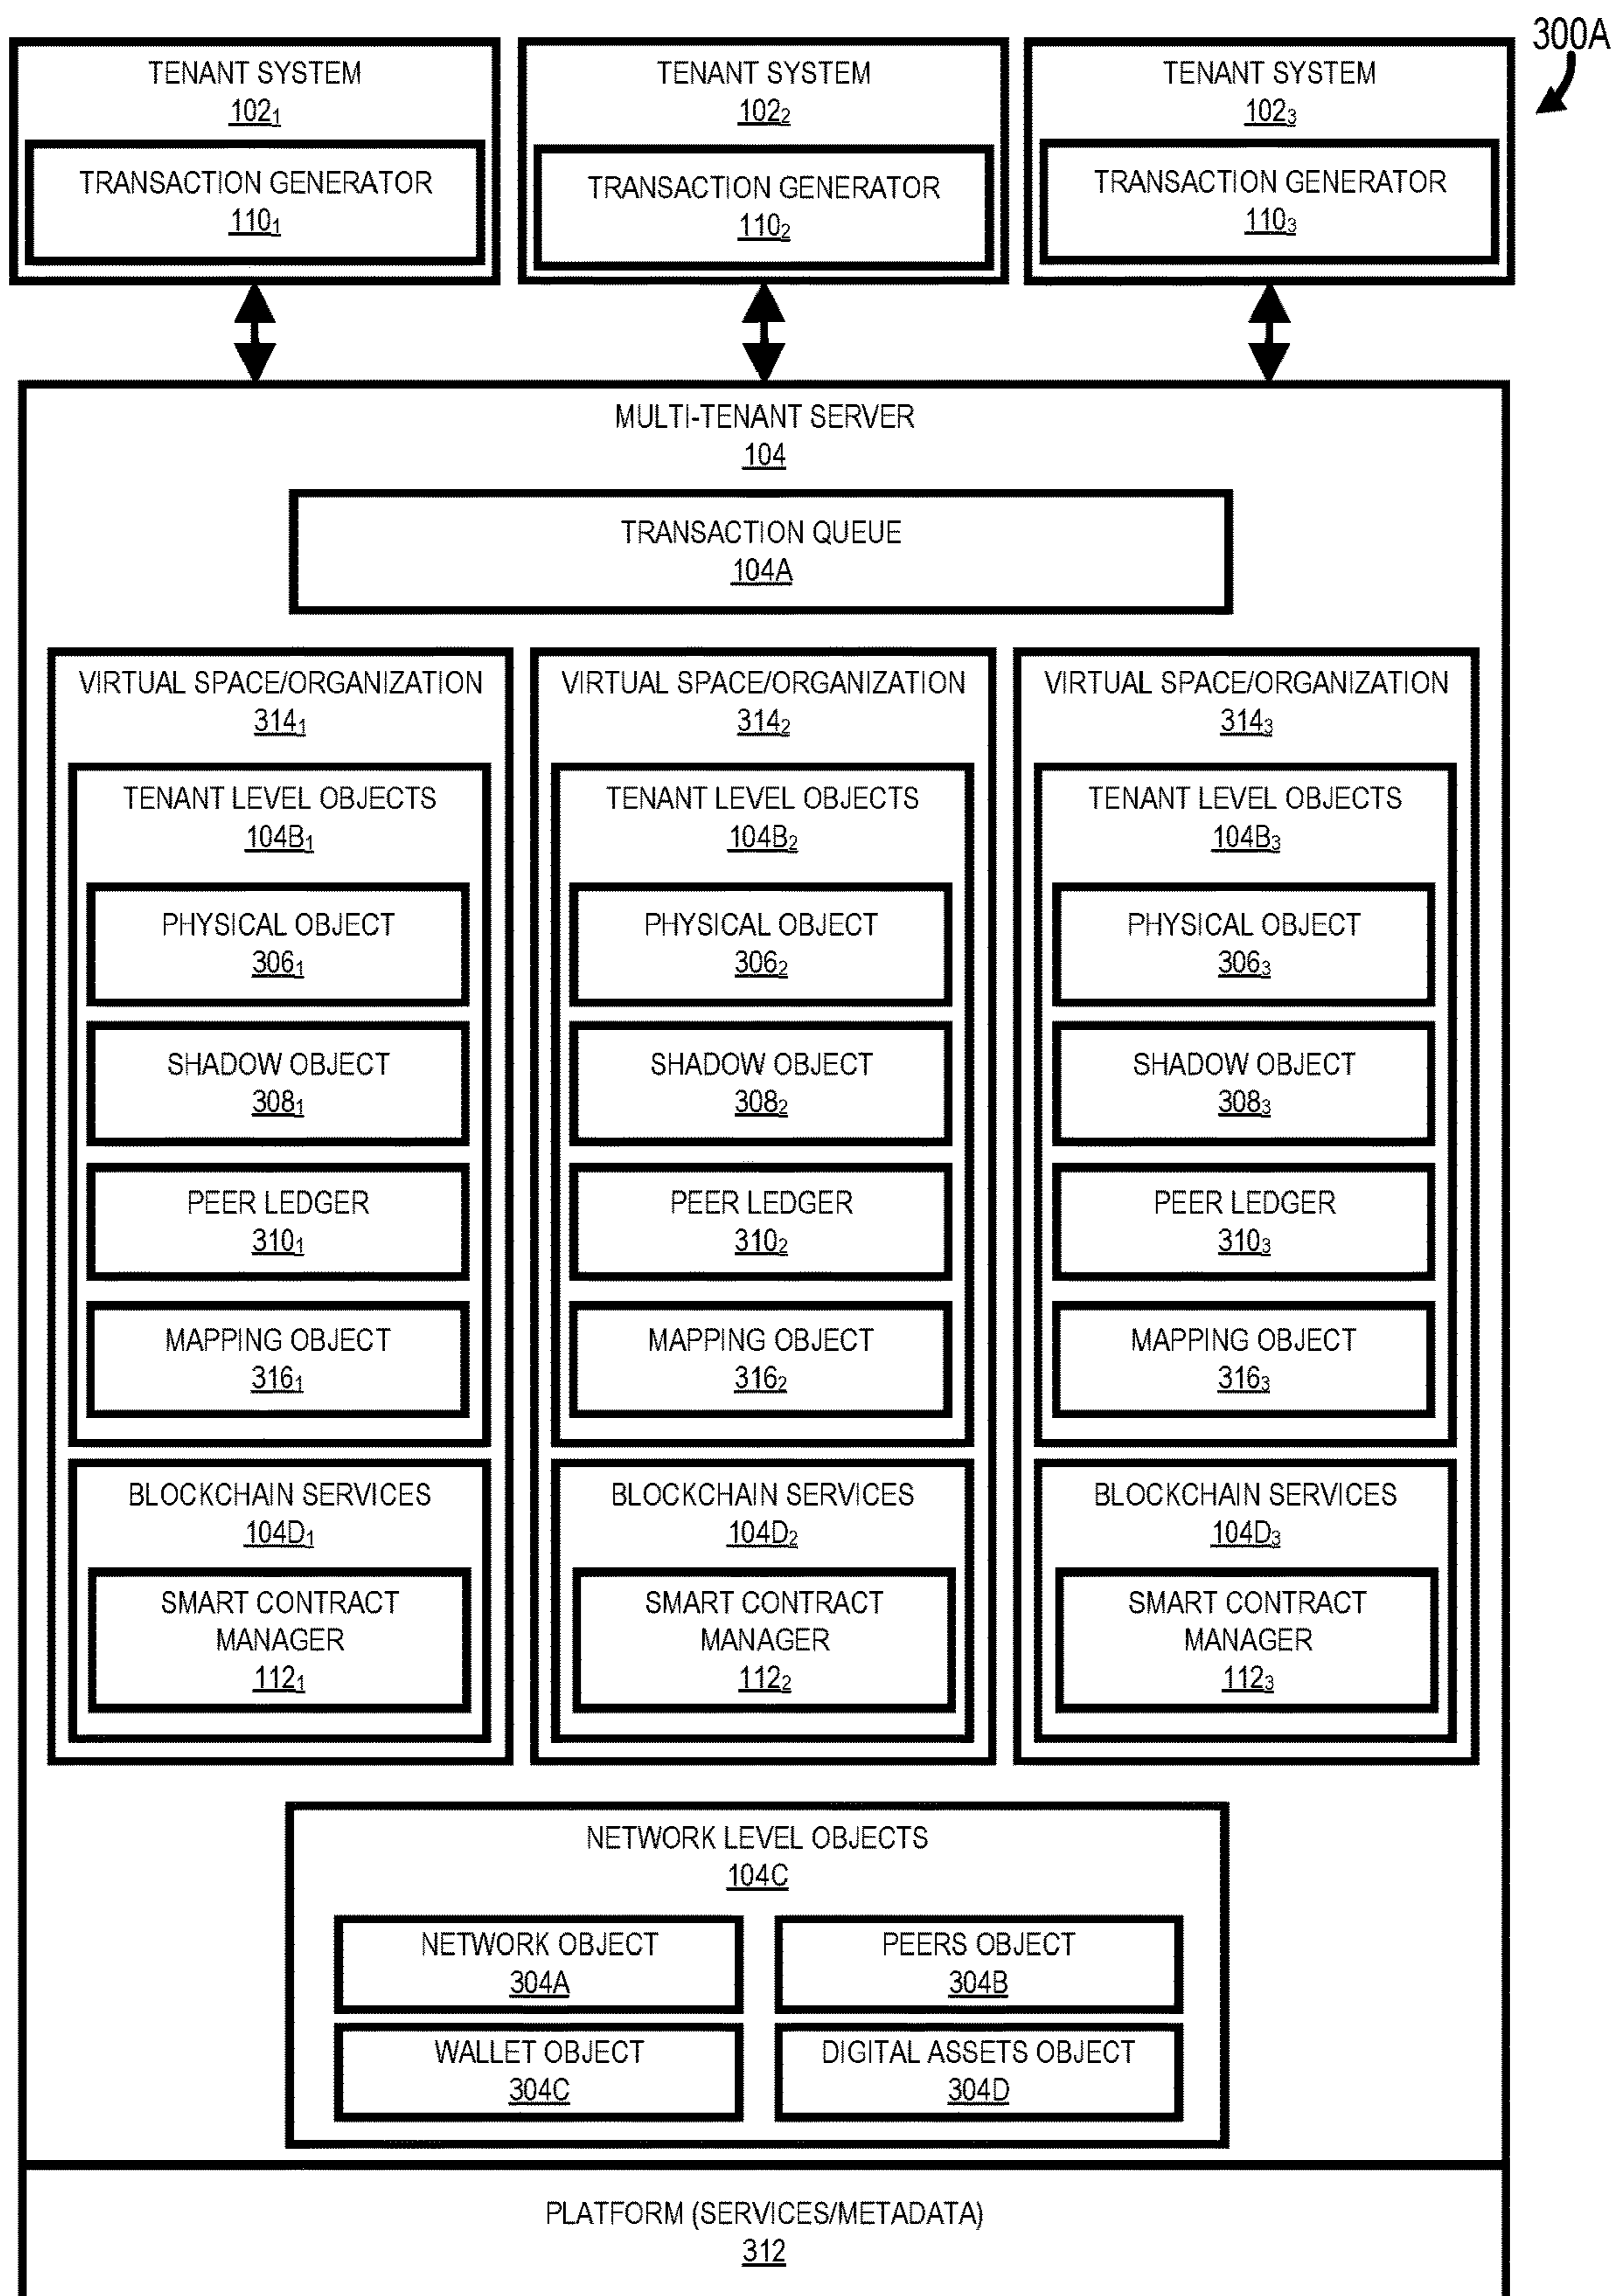 300A
TENANT SYSTEM
102₁
TRANSACTION GENERATOR
110₁
TENANT SYSTEM
102₂
TRANSACTION GENERATOR
110₂
TENANT SYSTEM
102₃
TRANSACTION GENERATOR
110₃
MULTI-TENANT SERVER
104
TRANSACTION QUEUE
104A
VIRTUAL SPACE/ORGANIZATION
314₁
TENANT LEVEL OBJECTS
104B₁
PHYSICAL OBJECT
306₁
SHADOW OBJECT
308₁
PEER LEDGER
310₁
MAPPING OBJECT
316₁
BLOCKCHAIN SERVICES
104D₁
SMART CONTRACT
MANAGER
112₁
VIRTUAL SPACE/ORGANIZATION
314₂
TENANT LEVEL OBJECTS
104B₂
PHYSICAL OBJECT
306₂
SHADOW OBJECT
308₂
PEER LEDGER
310₂
MAPPING OBJECT
316₂
BLOCKCHAIN SERVICES
104D₂
SMART CONTRACT
MANAGER
112₂
VIRTUAL SPACE/ORGANIZATION
314₃
TENANT LEVEL OBJECTS
104B₃
PHYSICAL OBJECT
306₃
SHADOW OBJECT
308₃
PEER LEDGER
310₃
MAPPING OBJECT
316₃
BLOCKCHAIN SERVICES
104D₃
SMART CONTRACT
MANAGER
112₃
NETWORK LEVEL OBJECTS
104C
NETWORK OBJECT
304A
PEERS OBJECT
304B
WALLET OBJECT
304C
DIGITAL ASSETS OBJECT
304D
PLATFORM (SERVICES/METADATA)
312